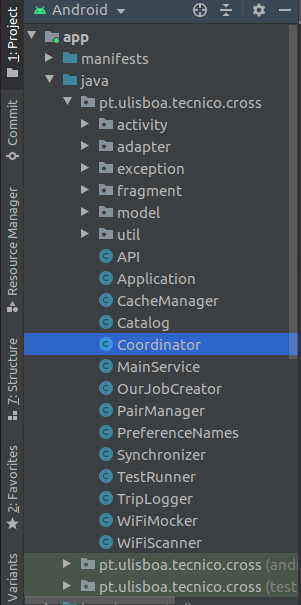 1: Project
Commit
Resource Manager
7: Structure
2: Favorites
Variants
Android
app
manifests
java
pt.ulisboa.tecnico.cross
activity
adapter
exception
fragment
model
util
C API
C Application
C CacheManager
C Catalog
C Coordinator
C MainService
C OurJobCreator
C PairManager
C PreferenceNames
C Synchronizer
C TestRunner
C TripLogger
C WiFiMocker
C WiFiScanner
pt.ulisboa.tecnico.cross (and
pt.ulisboa.tecnico.cross (test